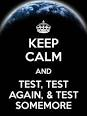 KEEP
CALM
AND
TEST, TEST
AGAIN, & TEST
SOMEMORE